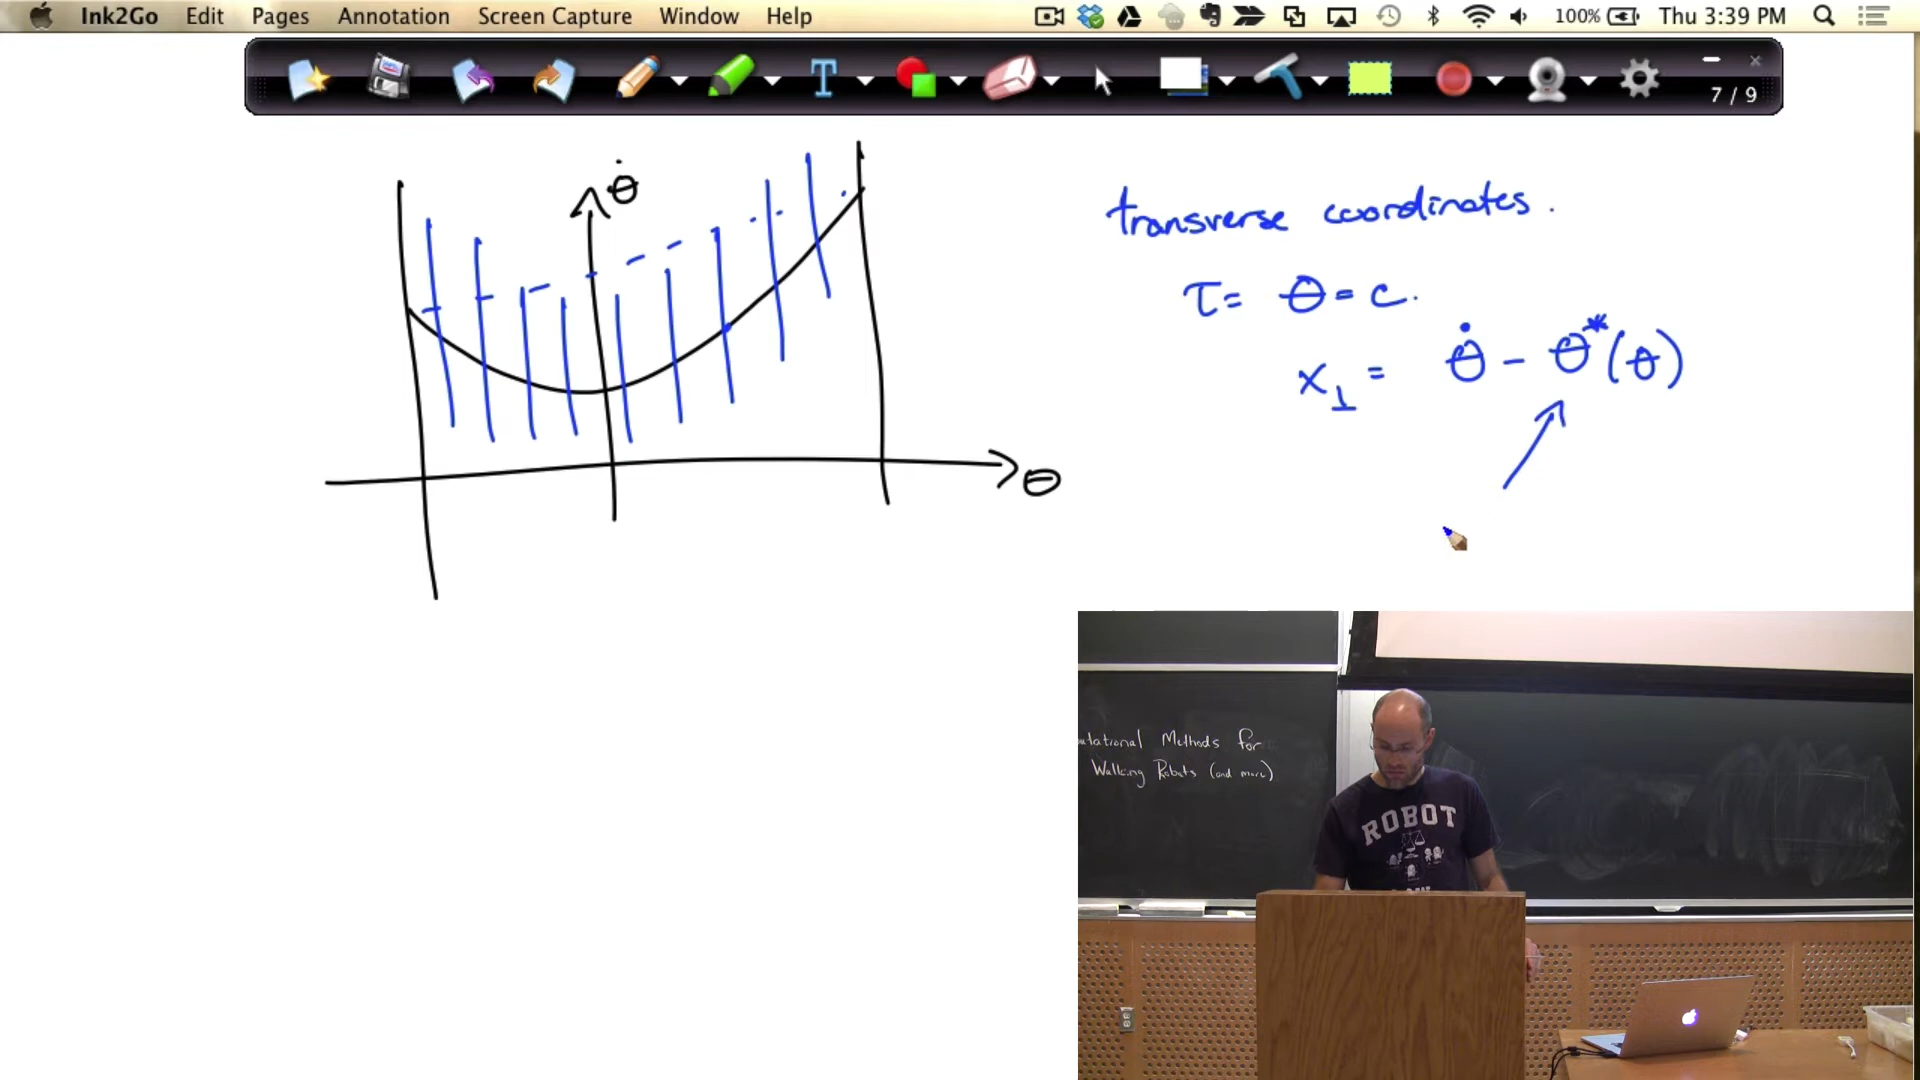 Ink2Go Edit Pages Annotation Screen Capture Window Help 100% Thu 3:39 PM
T
7 / 9
θ̇
θ
transverse coordinates.
τ = θ = c.
x⊥ = θ̇ - θ*(θ)
utational Methods for
Walking Robots (and more)
ROBOT